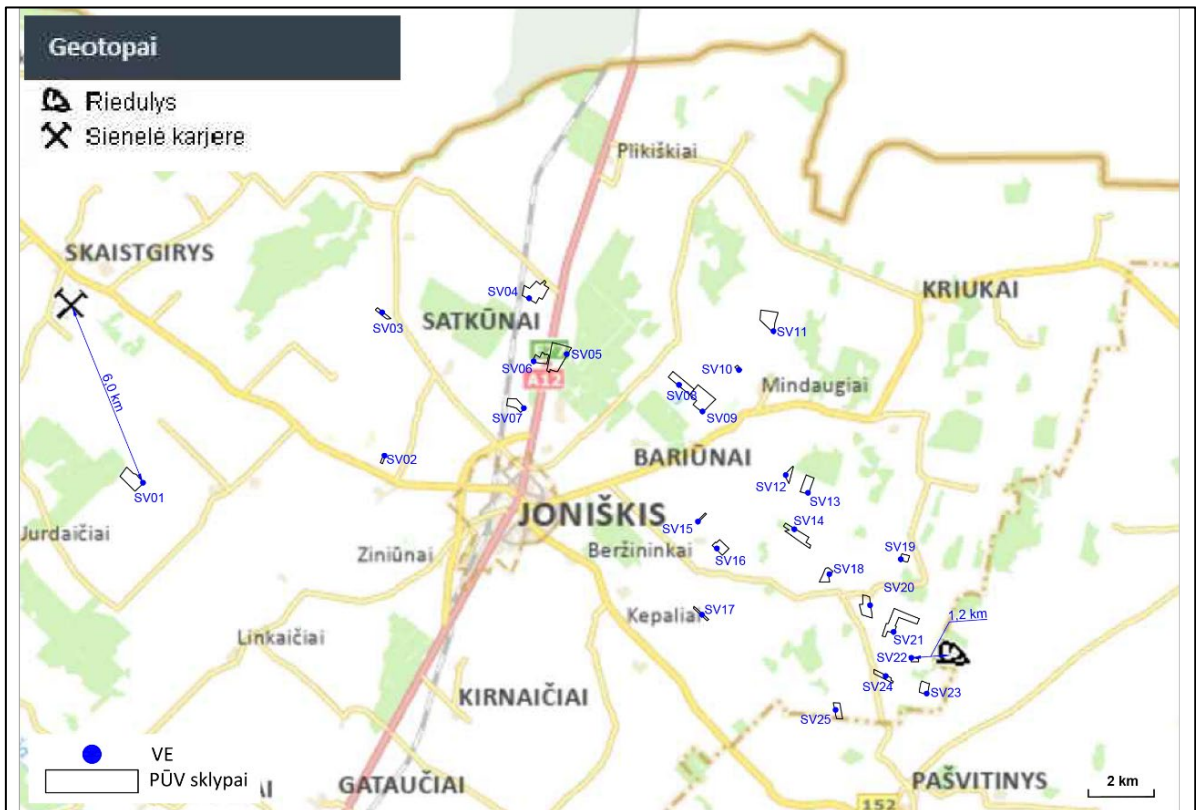 Geotopai
Riedulys
Sienelė karjere
Plikiškiai
SKAISTGIRYS
KRIUKAI
SV04
SV03
SATKŪNAI
SV11
SV05
SV06
A12
SV10
SV08
Mindaugiai
6,0 km
SV07
SV09
BARIŪNAI
SV02
SV01
SV12
SV13
JONIŠKIS
SV15
SV14
Jurdaičiai
Ziniūnai
Beržininkai
SV16
SV19
SV18
SV20
Kepaliai
SV17
1,2 km
Linkaičiai
SV21
SV22
KIRNAIČIAI
SV24
SV23
SV25
VE
PŪV sklypai
GATAUČIAI
PAŠVITINYS
2 km
152